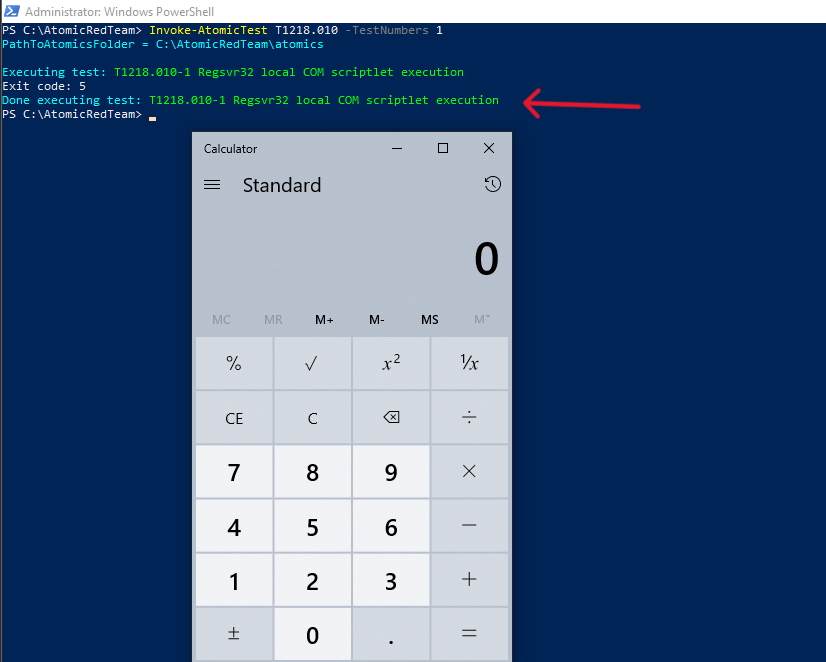 Administrator: Windows PowerShell
PS C:\AtomicRedTeam> Invoke-AtomicTest T1218.010 -TestNumbers 1
PathToAtomicsFolder = C:\AtomicRedTeam\atomics
Executing test: T1218.010-1 Regsvr32 local COM scriptlet execution
Exit code: 5
Done executing test: T1218.010-1 Regsvr32 local COM scriptlet execution
PS C:\AtomicRedTeam>
Calculator
Standard
0
MC MR M+ M- MS M˅
% √ x² ¹/x
CE C ÷
7 8 9 ×
4 5 6 −
1 2 3 +
± 0 . =